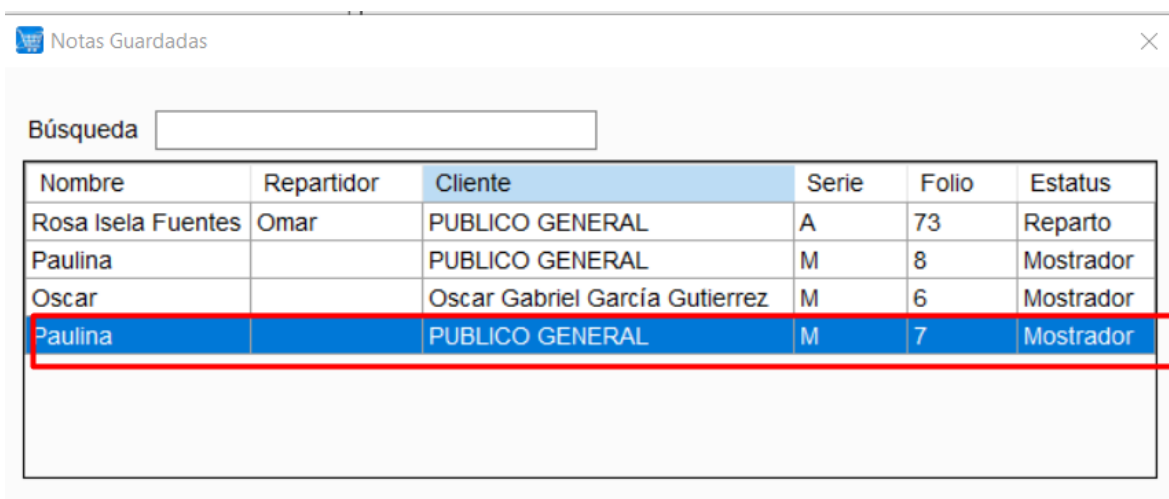 Notas Guardadas
Búsqueda
Nombre Repartidor Cliente Serie Folio Estatus
Rosa Isela Fuentes Omar PUBLICO GENERAL A 73 Reparto
Paulina PUBLICO GENERAL M 8 Mostrador
Oscar Oscar Gabriel García Gutierrez M 6 Mostrador
Paulina PUBLICO GENERAL M 7 Mostrador